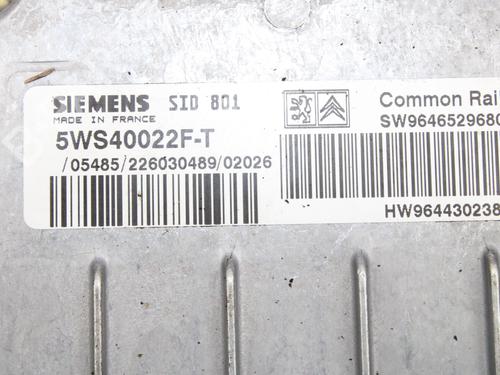 SIEMENS SID 801
MADE IN FRANCE
5WS40022F-T
/05485/226030489/02026
Common Rail
SW9646529680
HW964430238